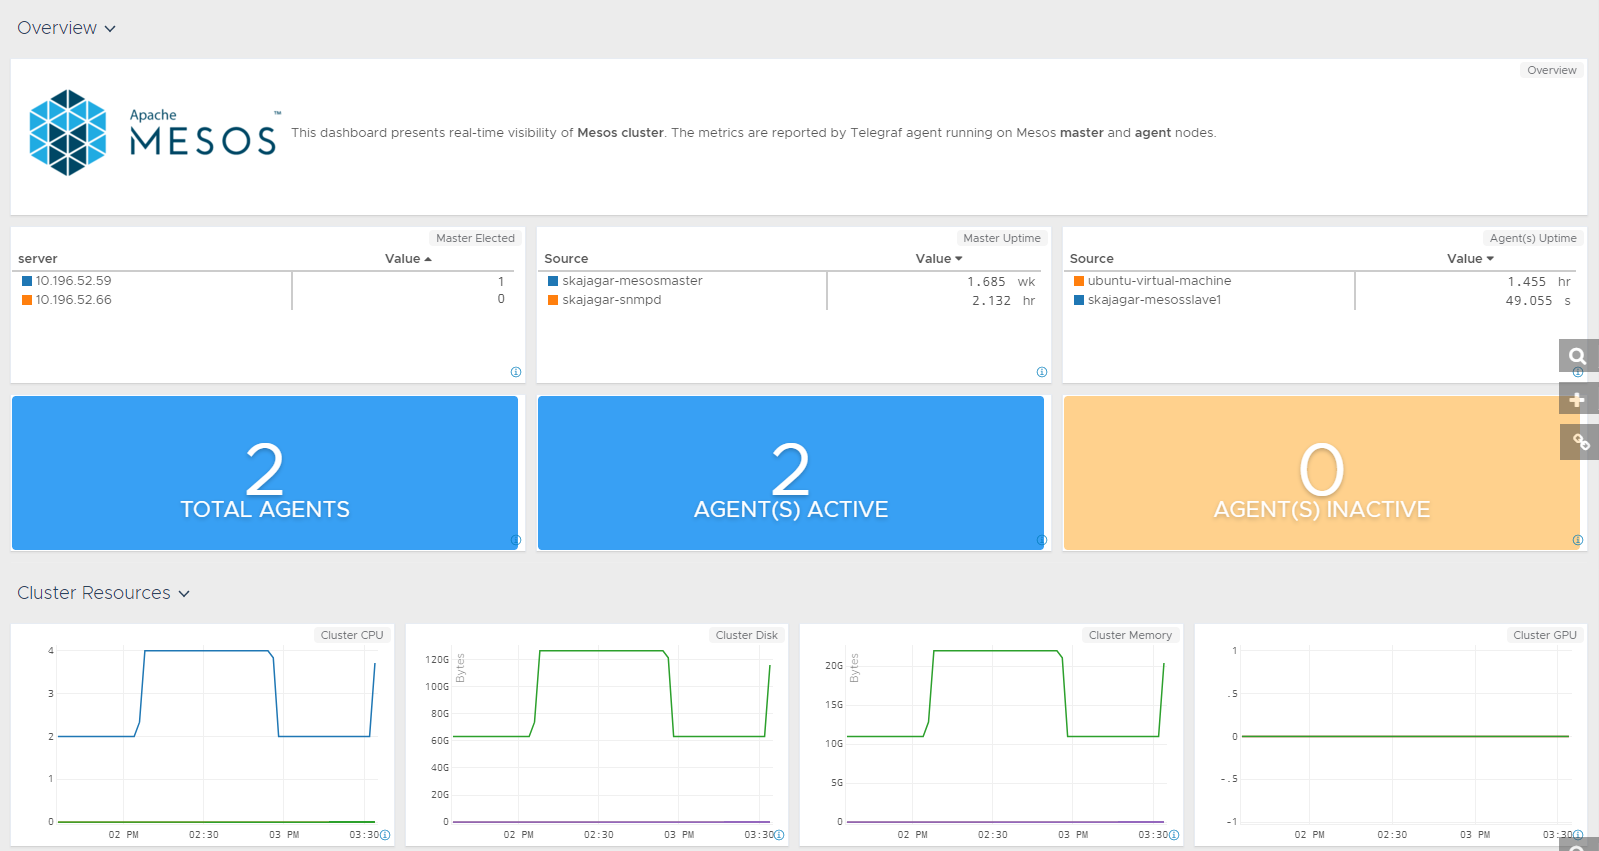 Overview
Overview
Apache
MESOS™
This dashboard presents real-time visibility of Mesos cluster. The metrics are reported by Telegraf agent running on Mesos master and agent nodes.
Master Elected
server Value
10.196.52.59 1
10.196.52.66 0
Master Uptime
Source Value
skajagar-mesosmaster 1.685 wk
skajagar-snmpd 2.132 hr
Agent(s) Uptime
Source Value
ubuntu-virtual-machine 1.455 hr
skajagar-mesosslave1 49.055 s
2
TOTAL AGENTS
2
AGENT(S) ACTIVE
0
AGENT(S) INACTIVE
Cluster Resources
Cluster CPU
4
3
2
1
0
02 PM 02:30 03 PM 03:30
Cluster Disk
Bytes
120G
100G
80G
60G
40G
20G
0
02 PM 02:30 03 PM 03:30
Cluster Memory
Bytes
20G
15G
10G
5G
0
02 PM 02:30 03 PM 03:30
Cluster GPU
1
.5
0
-.5
-1
02 PM 02:30 03 PM 03:30